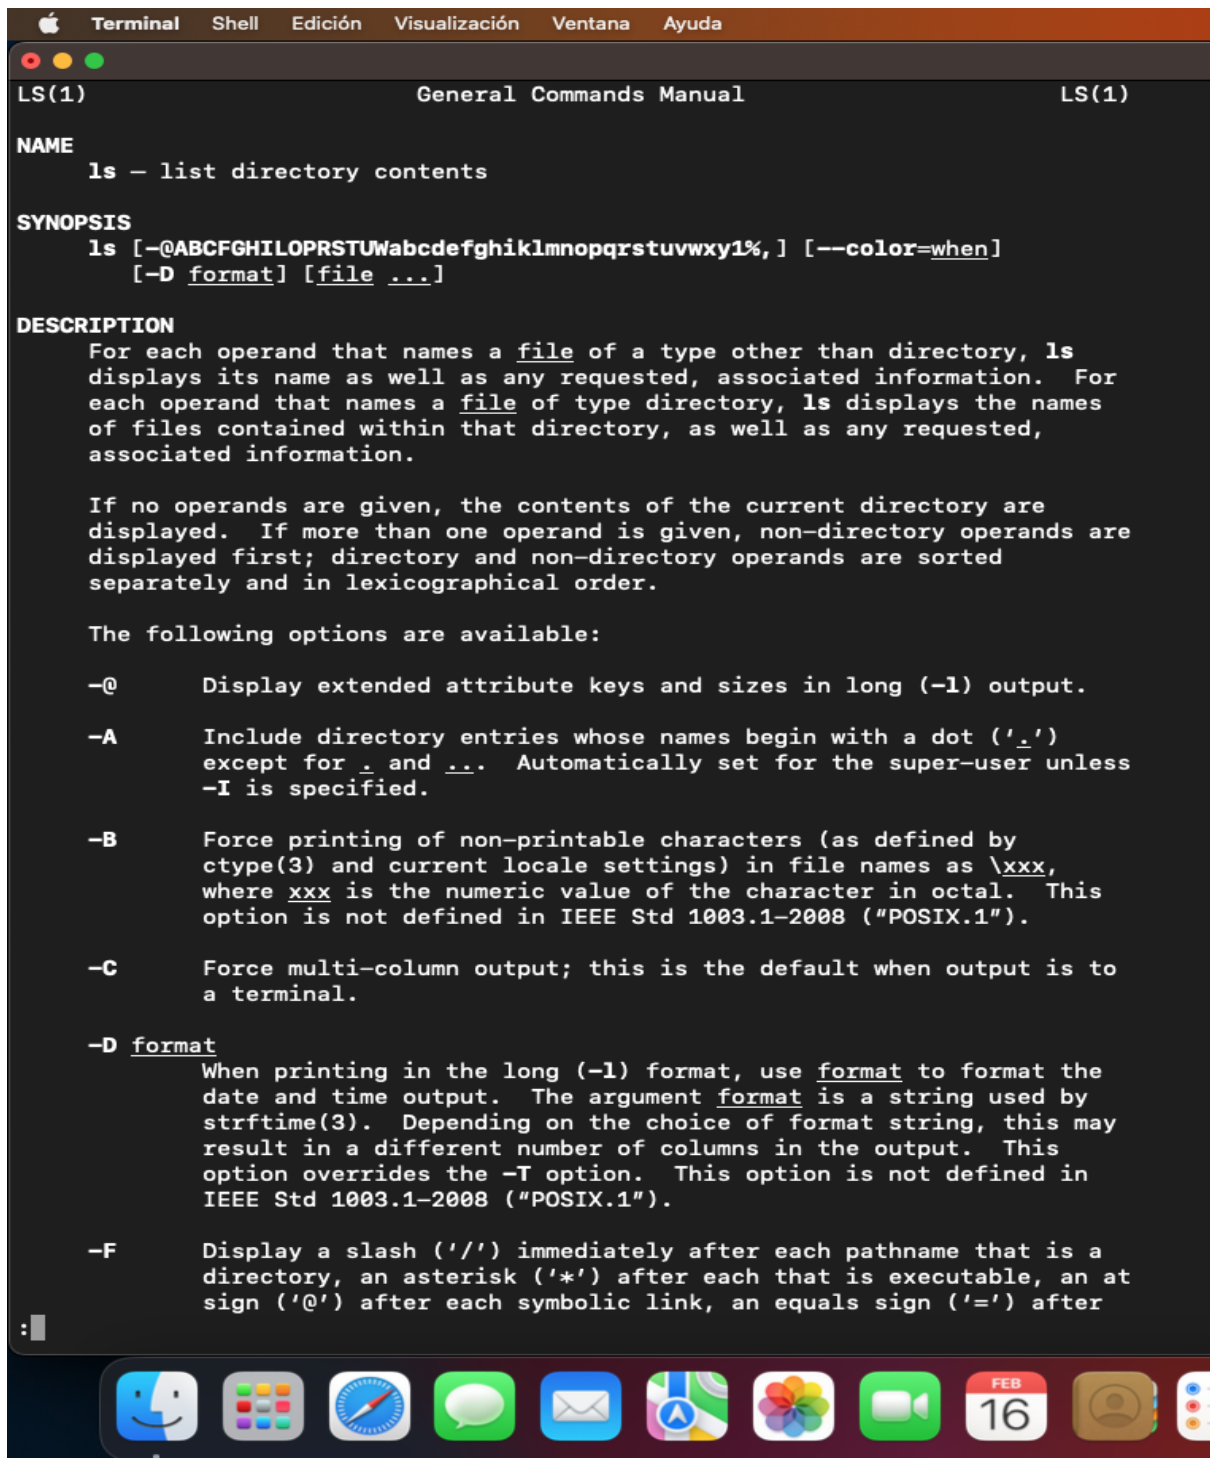 Terminal Shell Edición Visualización Ventana Ayuda
LS(1) General Commands Manual LS(1)
NAME
ls – list directory contents
SYNOPSIS
ls [-@ABCFGHILOPRSTUWabcdefghiklmnopqrstuvwxy1%,] [--color=when]
[-D format] [file ...]
DESCRIPTION
For each operand that names a file of a type other than directory, ls
displays its name as well as any requested, associated information.  For
each operand that names a file of type directory, ls displays the names
of files contained within that directory, as well as any requested,
associated information.
If no operands are given, the contents of the current directory are
displayed.  If more than one operand is given, non-directory operands are
displayed first; directory and non-directory operands are sorted
separately and in lexicographical order.
The following options are available:
-@ Display extended attribute keys and sizes in long (-l) output.
-A Include directory entries whose names begin with a dot (‘.’)
except for . and ...  Automatically set for the super-user unless
-I is specified.
-B Force printing of non-printable characters (as defined by
ctype(3) and current locale settings) in file names as \xxx,
where xxx is the numeric value of the character in octal.  This
option is not defined in IEEE Std 1003.1-2008 (“POSIX.1”).
-C Force multi-column output; this is the default when output is to
a terminal.
-D format
When printing in the long (-l) format, use format to format the
date and time output.  The argument format is a string used by
strftime(3).  Depending on the choice of format string, this may
result in a different number of columns in the output.  This
option overrides the -T option.  This option is not defined in
IEEE Std 1003.1-2008 (“POSIX.1”).
-F Display a slash (‘/’) immediately after each pathname that is a
directory, an asterisk (‘*’) after each that is executable, an at
sign (‘@’) after each symbolic link, an equals sign (‘=’) after
:
FEB
16